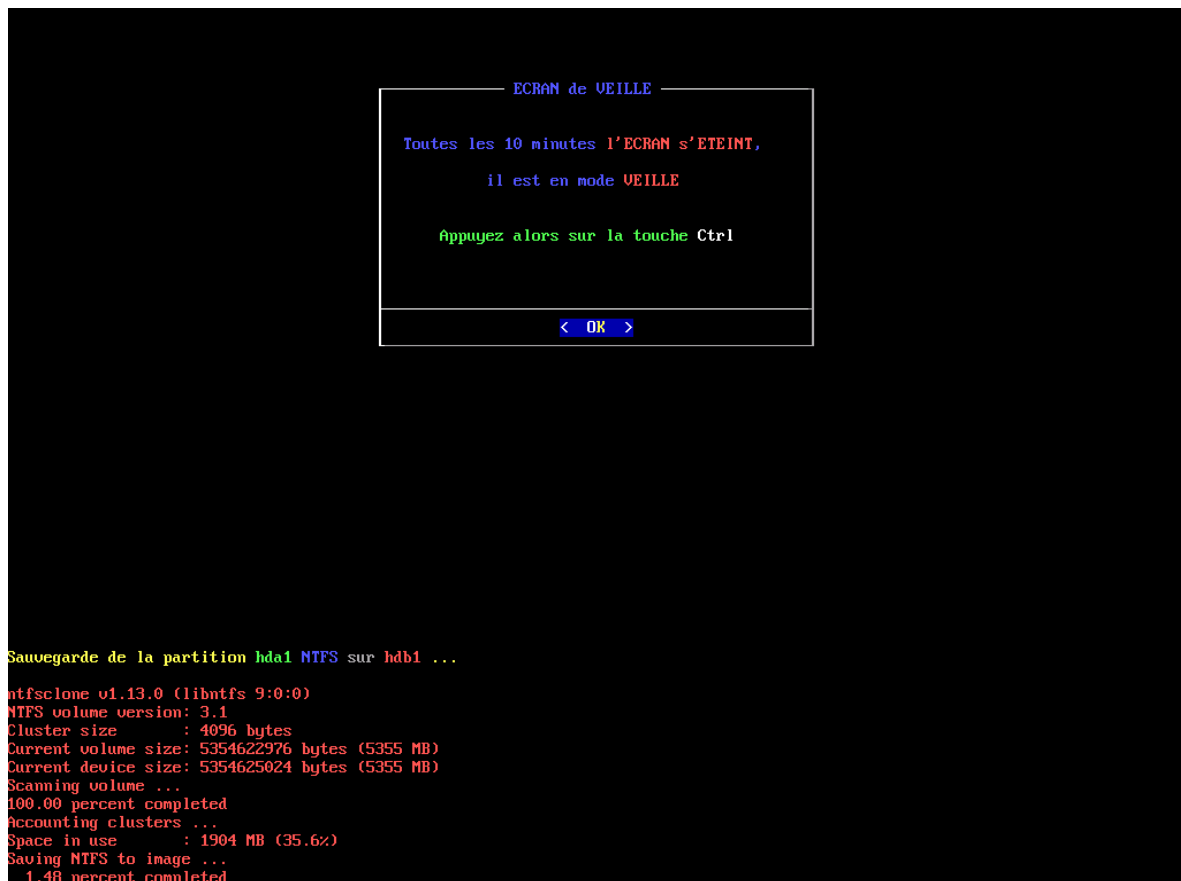 ECRAN de VEILLE
Toutes les 10 minutes l'ECRAN s'ETEINT,
il est en mode VEILLE
Appuyez alors sur la touche Ctrl
< OK >
Sauvegarde de la partition hda1 NTFS sur hdb1 ...
ntfsclone v1.13.0 (libntfs 9:0:0)
NTFS volume version: 3.1
Cluster size       : 4096 bytes
Current volume size: 5354622976 bytes (5355 MB)
Current device size: 5354625024 bytes (5355 MB)
Scanning volume ...
100.00 percent completed
Accounting clusters ...
Space in use       : 1904 MB (35.6%)
Saving NTFS to image ...
1.48 percent completed